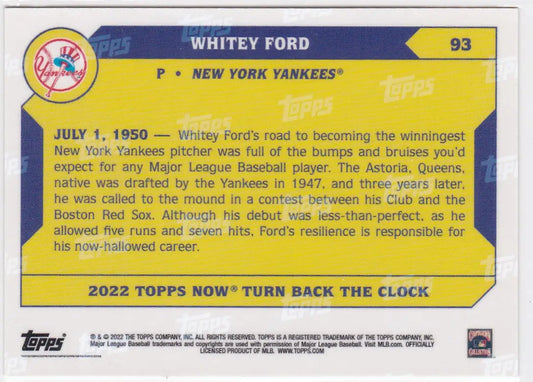 WHITEY FORD
93
Yankees
P • NEW YORK YANKEES®
JULY 1, 1950 — Whitey Ford's road to becoming the winningest
New York Yankees pitcher was full of the bumps and bruises you'd
expect for any Major League Baseball player. The Astoria, Queens,
native was drafted by the Yankees in 1947, and three years later,
he was called to the mound in a contest between his Club and the
Boston Red Sox. Although his debut was less-than-perfect, as he
allowed five runs and seven hits, Ford's resilience is responsible for
his now-hallowed career.
2022 TOPPS NOW® TURN BACK THE CLOCK
Topps
® & © 2022 THE TOPPS COMPANY, INC. ALL RIGHTS RESERVED. TOPPS IS A REGISTERED TRADEMARK OF THE TOPPS COMPANY, INC.
Major League Baseball trademarks and copyrights are used with permission of Major League Baseball. Visit MLB.com. OFFICIALLY
LICENSED PRODUCT OF MLB. WWW.TOPPS.COM
COOPERSTOWN
COLLECTION